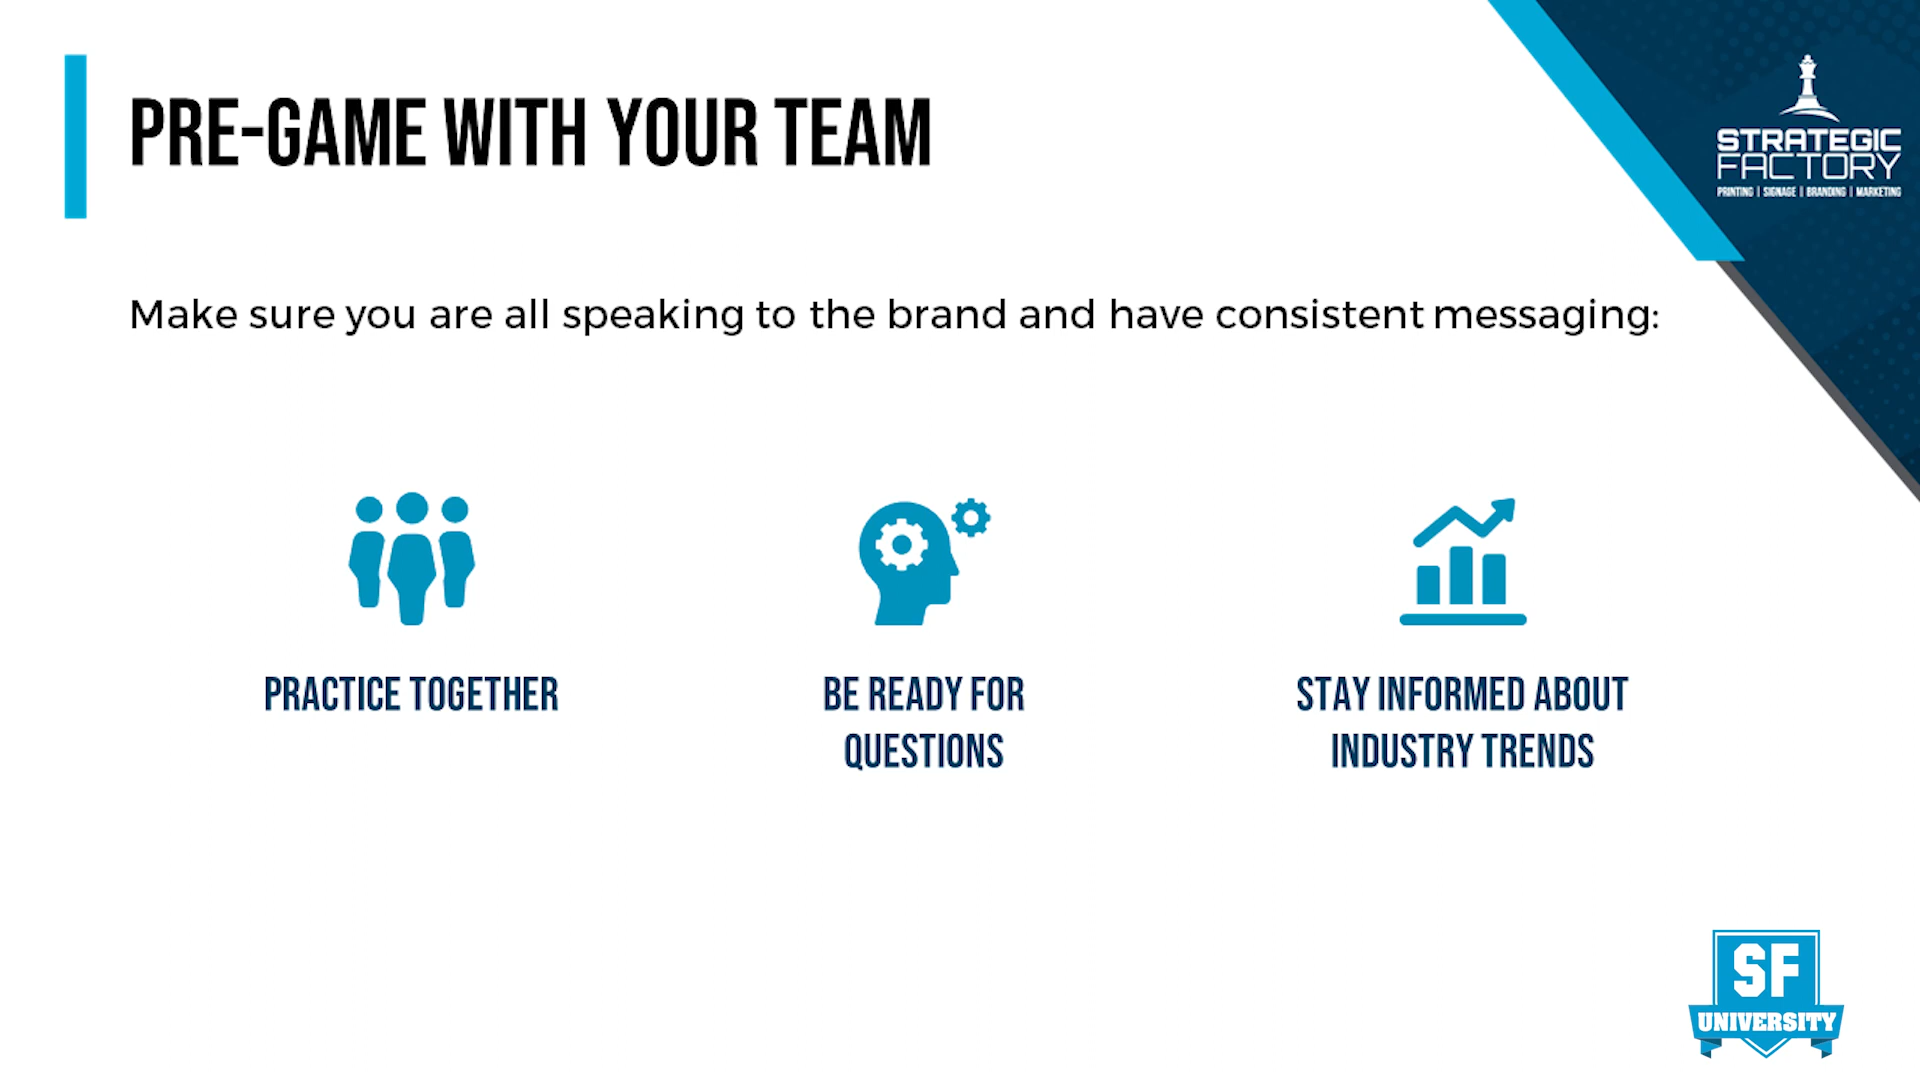 PRE-GAME WITH YOUR TEAM
STRATEGIC
FACTORY
PRINTING | SIGNAGE | BRANDING | MARKETING
Make sure you are all speaking to the brand and have consistent messaging:
PRACTICE TOGETHER
BE READY FOR
QUESTIONS
STAY INFORMED ABOUT
INDUSTRY TRENDS
SF
UNIVERSITY